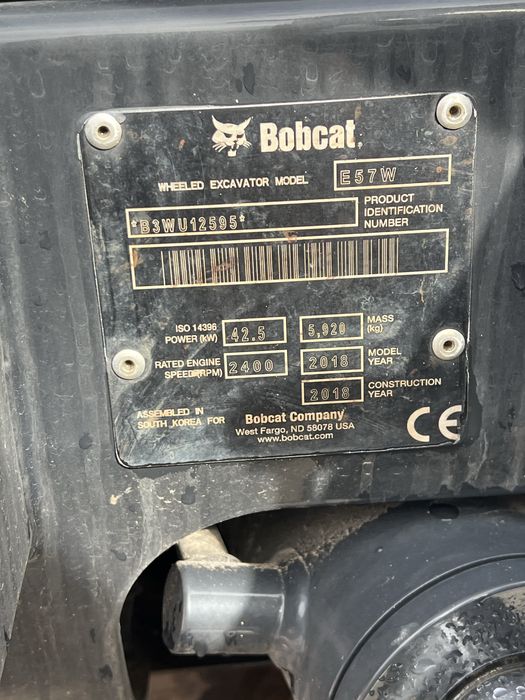 Bobcat
WHEELED EXCAVATOR MODEL E57W
*B3WU12595*
PRODUCT
IDENTIFICATION
NUMBER
ISO 14396
POWER (kW) 42.5
5,920 MASS
(kg)
RATED ENGINE
SPEED(RPM) 2400
2018 MODEL
YEAR
2018 CONSTRUCTION
YEAR
ASSEMBLED IN
SOUTH KOREA FOR
Bobcat Company
West Fargo, ND 58078 USA
www.bobcat.com
CE